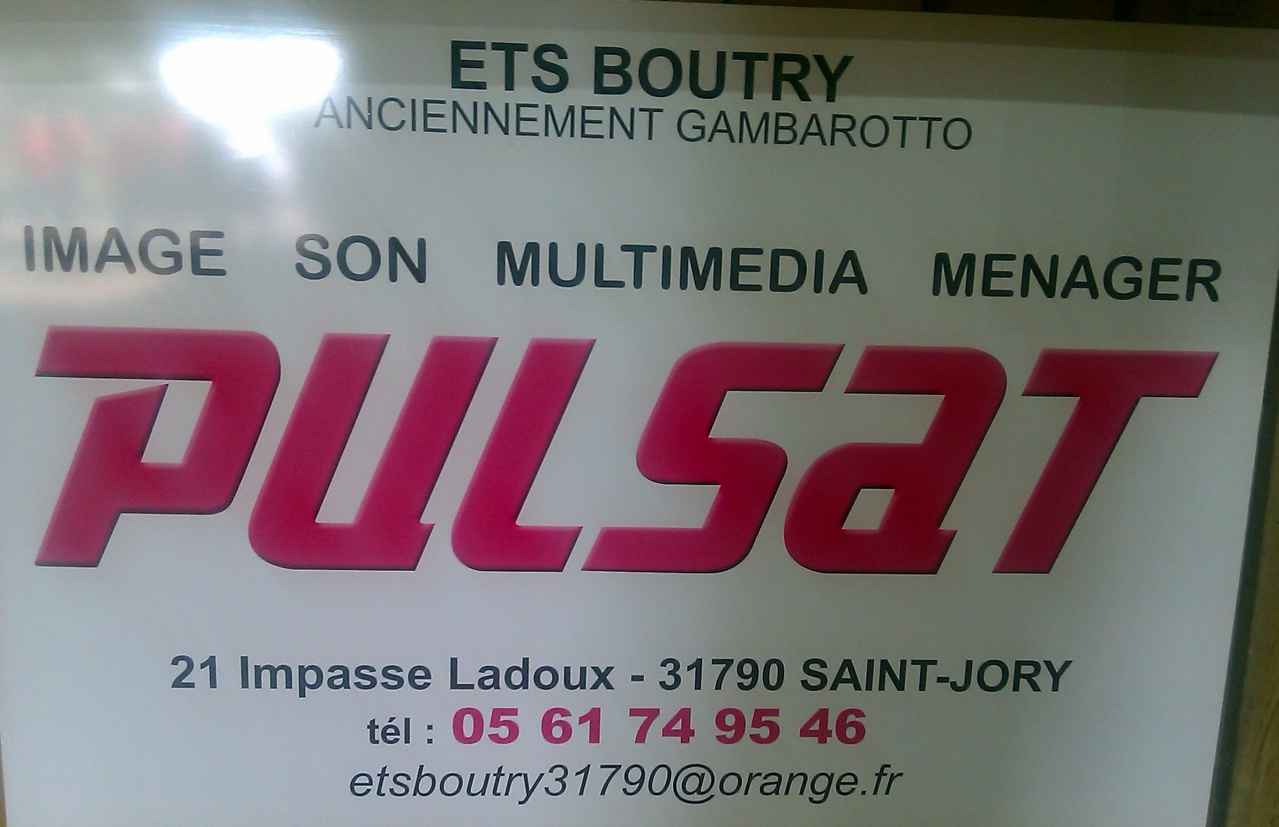 ETS BOUTRY
ANCIENNEMENT GAMBAROTTO
IMAGE SON MULTIMEDIA MENAGER
PULSAT
21 Impasse Ladoux - 31790 SAINT-JORY
tél : 05 61 74 95 46
etsboutry31790@orange.fr